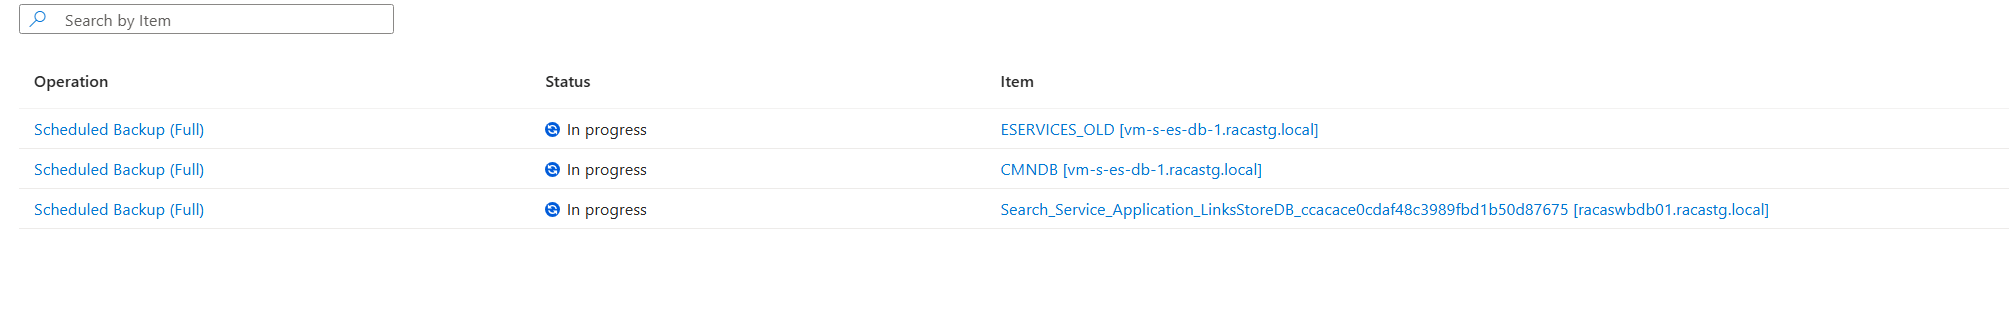 Search by Item
Operation Status Item
Scheduled Backup (Full) In progress ESERVICES_OLD [vm-s-es-db-1.racastg.local]
Scheduled Backup (Full) In progress CMNDB [vm-s-es-db-1.racastg.local]
Scheduled Backup (Full) In progress Search_Service_Application_LinksStoreDB_ccacace0cdaf48c3989fbd1b50d87675 [racaswbdb01.racastg.local]